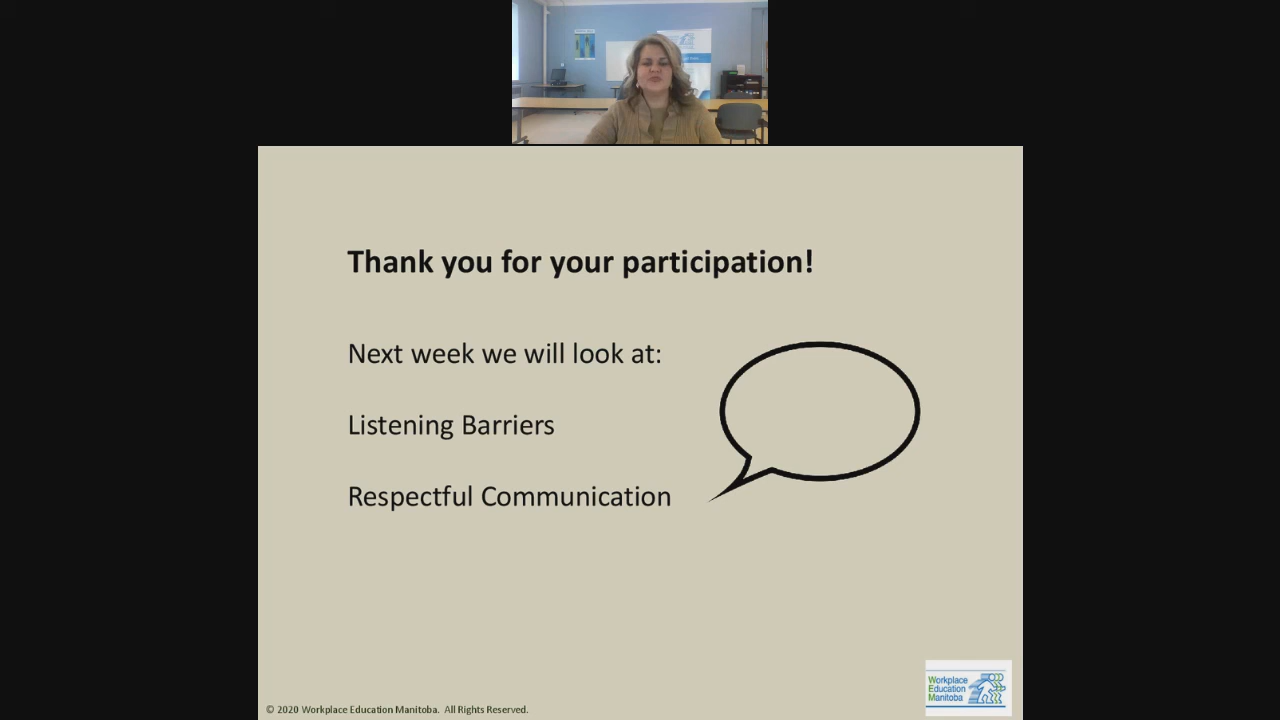 Thank you for your participation!
Next week we will look at:
Listening Barriers
Respectful Communication
Workplace
Education
Manitoba
© 2020 Workplace Education Manitoba. All Rights Reserved.